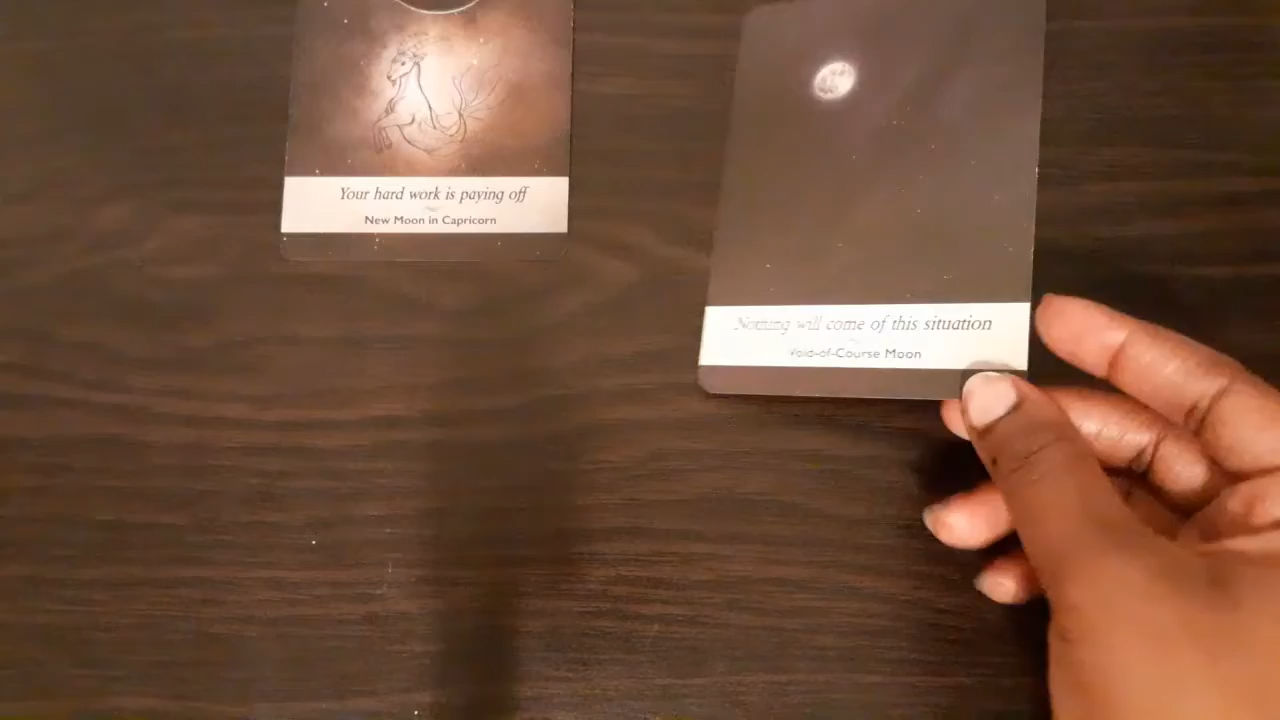 Your hard work is paying off
New Moon in Capricorn
Nothing will come of this situation
Void-of-Course Moon